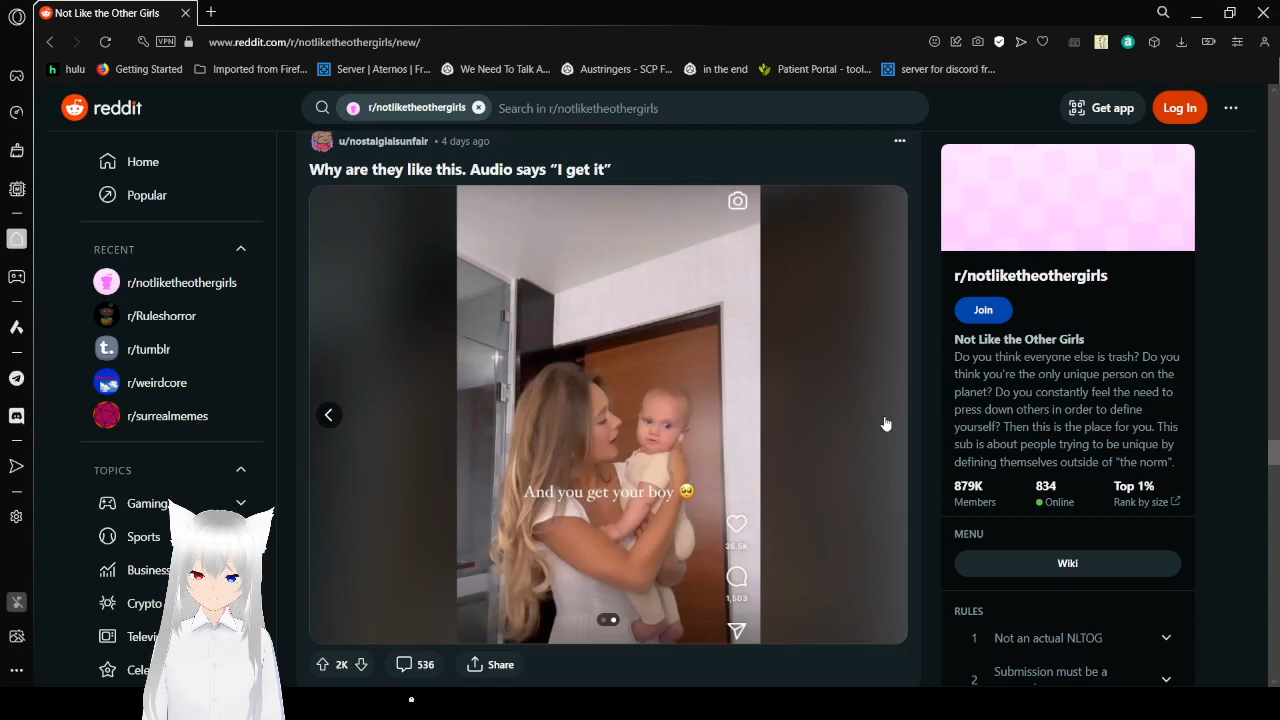 Not Like the Other Girls
VPN
www.reddit.com/r/notliketheothergirls/new/
h hulu
Getting Started
Imported from Firef...
Server | Aternos | Fr...
We Need To Talk A...
Austringers - SCP F...
in the end
Patient Portal - tool...
server for discord fr...
reddit
r/notliketheothergirls
Search in r/notliketheothergirls
Get app
Log In
Home
Popular
RECENT
r/notliketheothergirls
r/Ruleshorror
r/tumblr
r/weirdcore
r/surrealmemes
TOPICS
Gaming
Sports
Business
Crypto
Televi
Cele
u/nostalgiaisunfair • 4 days ago
Why are they like this. Audio says “I get it”
And you get your boy 🥺
36.5K
1,503
2K
536
Share
r/notliketheothergirls
Join
Not Like the Other Girls
Do you think everyone else is trash? Do you
think you're the only unique person on the
planet? Do you constantly feel the need to
press down others in order to define
yourself? Then this is the place for you. This
sub is about people trying to be unique by
defining themselves outside of "the norm".
879K
834
Top 1%
Members
Online
Rank by size
MENU
Wiki
RULES
1 Not an actual NLTOG
2 Submission must be a